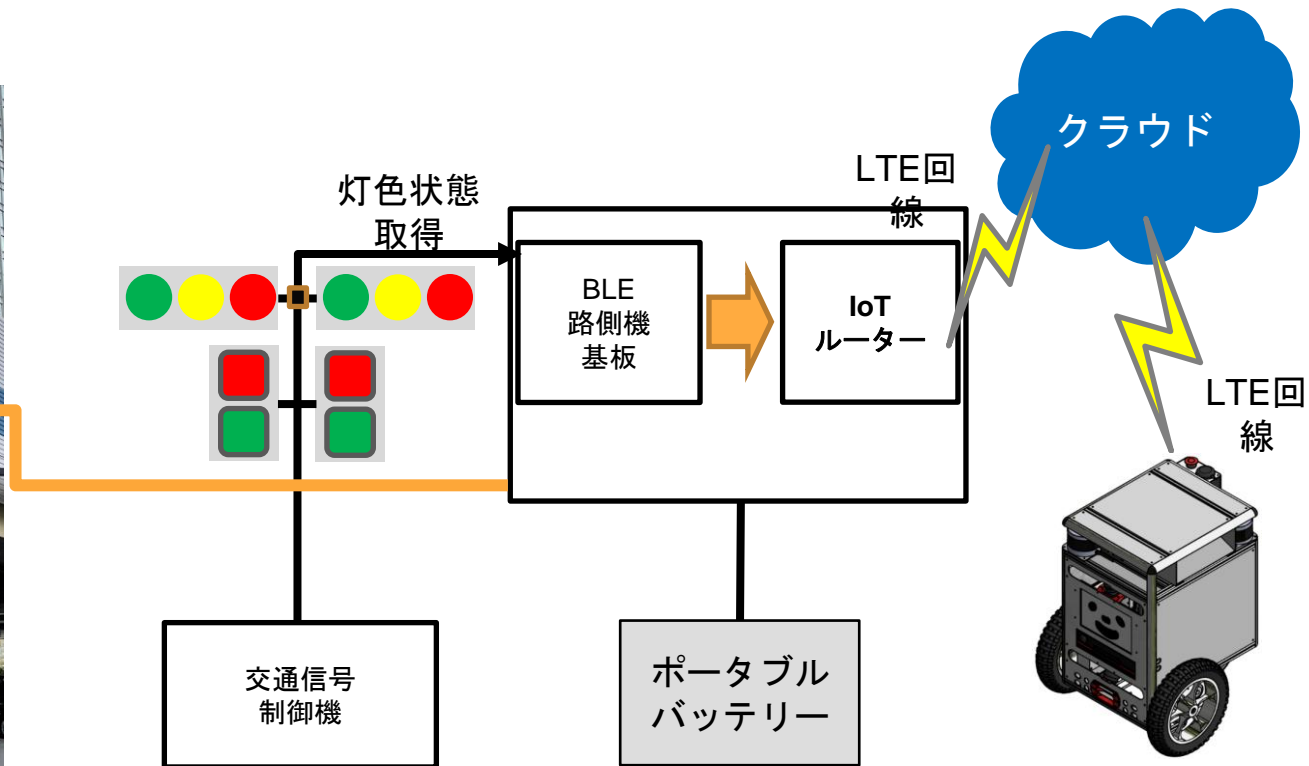 クラウド
LTE回
線
灯色状態
取得
BLE
路側機
基板
IoT
ルーター
LTE回
線
交通信号
制御機
ポータブル
バッテリー